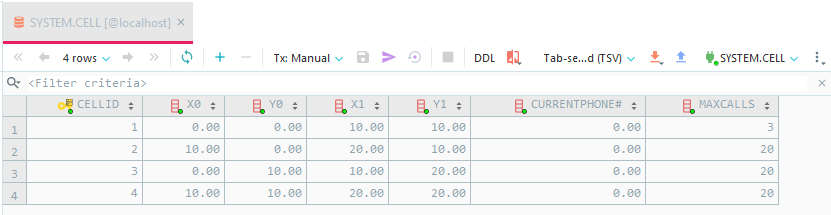 SYSTEM.CELL [@localhost] ×
4 rows Tx: Manual DDL Tab-se...d (TSV) SYSTEM.CELL
<Filter criteria>
CELLID X0 Y0 X1 Y1 CURRENTPHONE# MAXCALLS
1 1 0.00 0.00 10.00 10.00 0.00 3
2 2 10.00 0.00 20.00 10.00 0.00 20
3 3 0.00 10.00 10.00 20.00 0.00 20
4 4 10.00 10.00 20.00 20.00 0.00 20